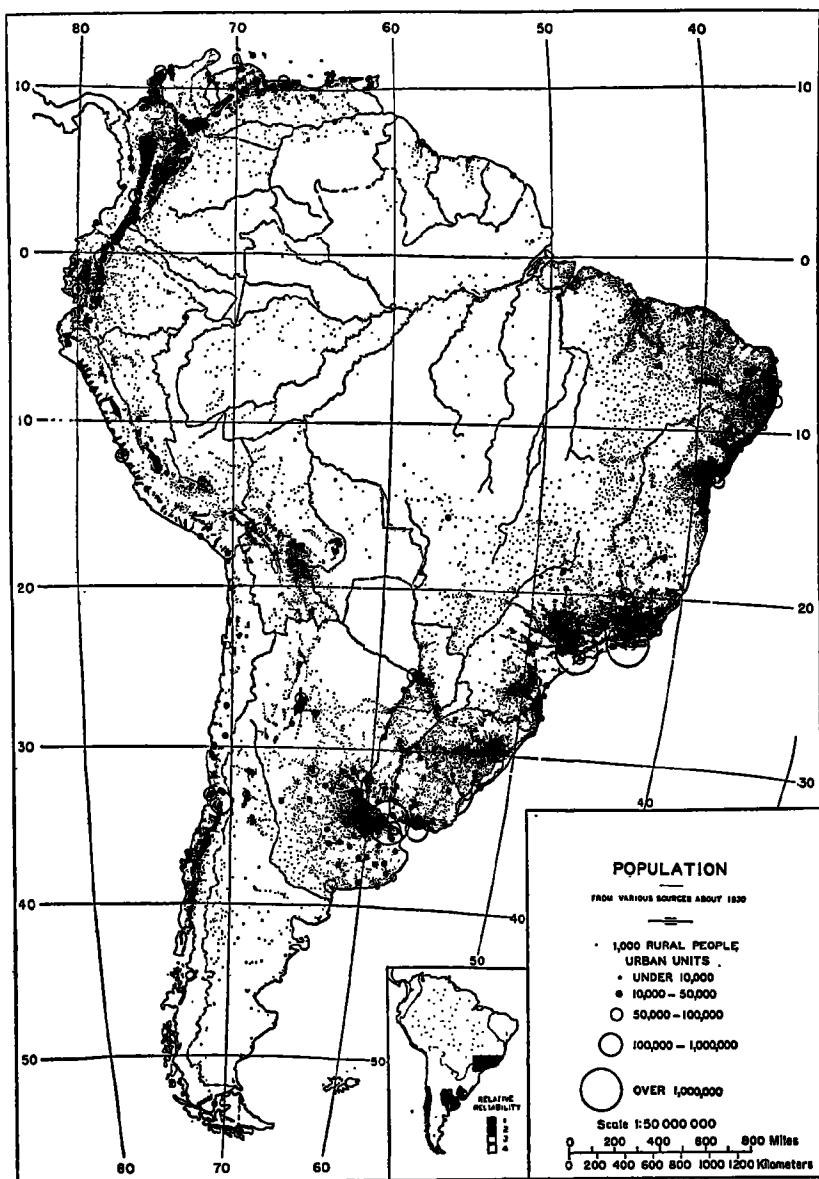 80 70 60 50 40
10 10
0 0
10 10
20 20
30 30
40
40 40
50
50 50
80 70 60
POPULATION
FROM VARIOUS SOURCES ABOUT 1930
1,000 RURAL PEOPLE
URBAN UNITS
UNDER 10,000
10,000 – 50,000
50,000 – 100,000
100,000 – 1,000,000
OVER 1,000,000
Scale 1:50 000 000
0 200 400 600 800 Miles
0 200 400 600 800 1000 1200 Kilometers
RELATIVE
RELIABILITY
1
2
3
4